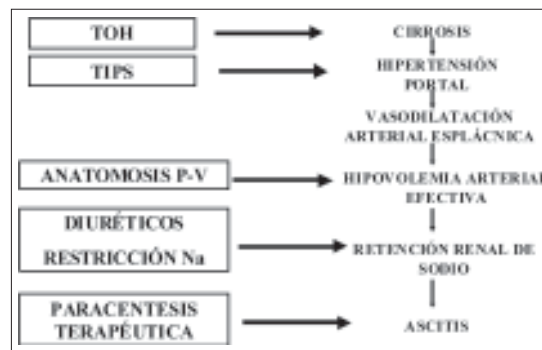 TOH
CIRROSIS
TIPS
HIPERTENSIÓN
PORTAL
VASODILATACIÓN
ARTERIAL ESPLÁCNICA
ANATOMOSIS P-V
HIPOVOLEMIA ARTERIAL
EFECTIVA
DIURÉTICOS
RESTRICCIÓN Na
RETENCIÓN RENAL DE
SODIO
PARACENTESIS
TERAPÉUTICA
ASCITIS